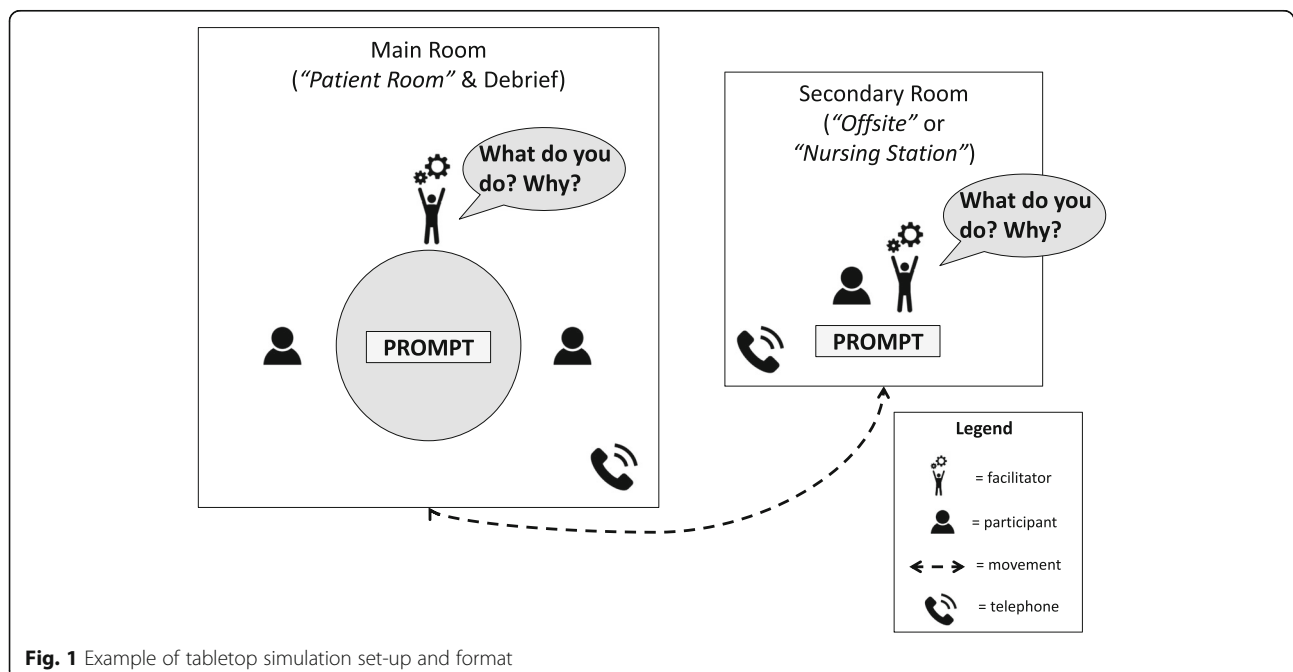 Main Room
(“Patient Room” & Debrief)
What do you
do? Why?
PROMPT
Secondary Room
(“Offsite” or
“Nursing Station”)
What do you
do? Why?
PROMPT
Legend
= facilitator
= participant
= movement
= telephone
Fig. 1 Example of tabletop simulation set-up and format